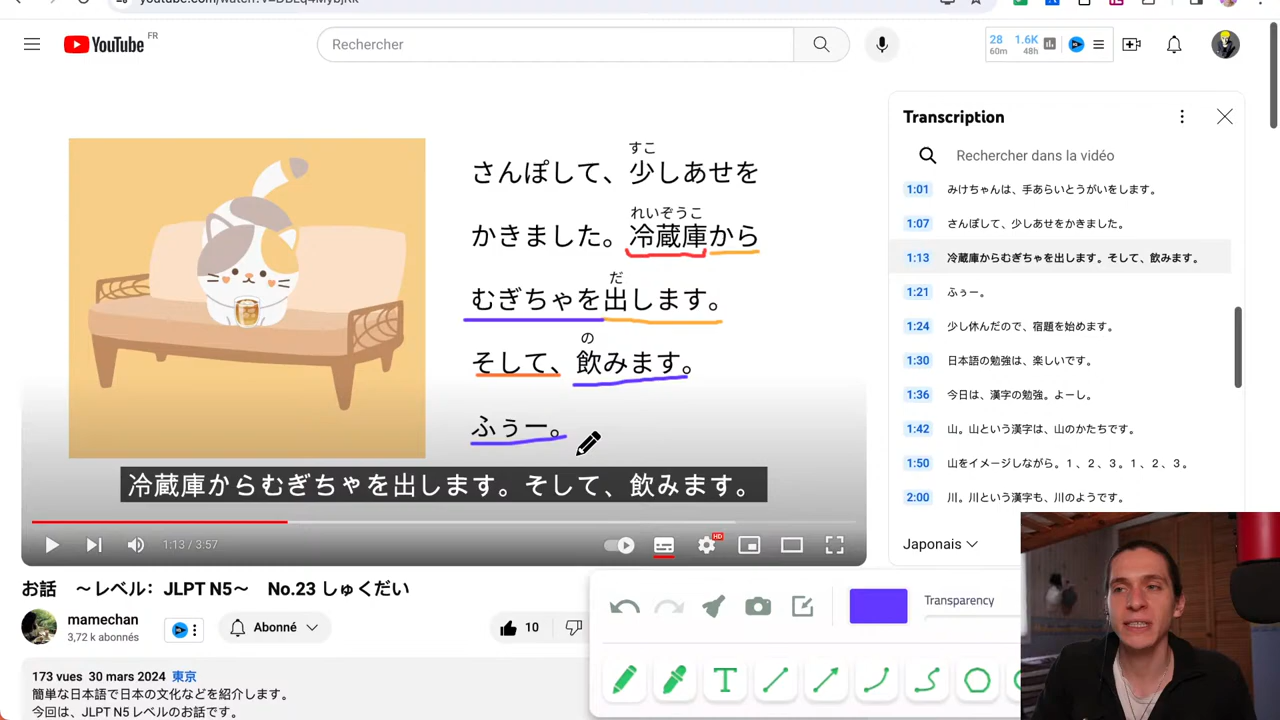 YouTube
FR
Rechercher
28
60m
1.6K
48h
すこ
さんぽして、少しあせを
れいぞうこ
かきました。冷蔵庫から
だ
むぎちゃを出します。
の
そして、飲みます。
ふぅー。
冷蔵庫からむぎちゃを出します。そして、飲みます。
1:13 / 3:57
HD
お話　〜レベル：JLPT N5〜　No.23 しゅくだい
mamechan
3,72 k abonnés
Abonné
10
173 vues 30 mars 2024 東京
簡単な日本語で日本の文化などを紹介します。
今回は、JLPT N5レベルのお話です。
Transcription
Rechercher dans la vidéo
1:01 みけちゃんは、手あらいとうがいをします。
1:07 さんぽして、少しあせをかきました。
1:13 冷蔵庫からむぎちゃを出します。そして、飲みます。
1:21 ふぅー。
1:24 少し休んだので、宿題を始めます。
1:30 日本語の勉強は、楽しいです。
1:36 今日は、漢字の勉強。よーし。
1:42 山。山という漢字は、山のかたちです。
1:50 山をイメージしながら。1、2、3。1、2、3。
2:00 川。川という漢字も、川のようです。
Japonais
Transparency
T